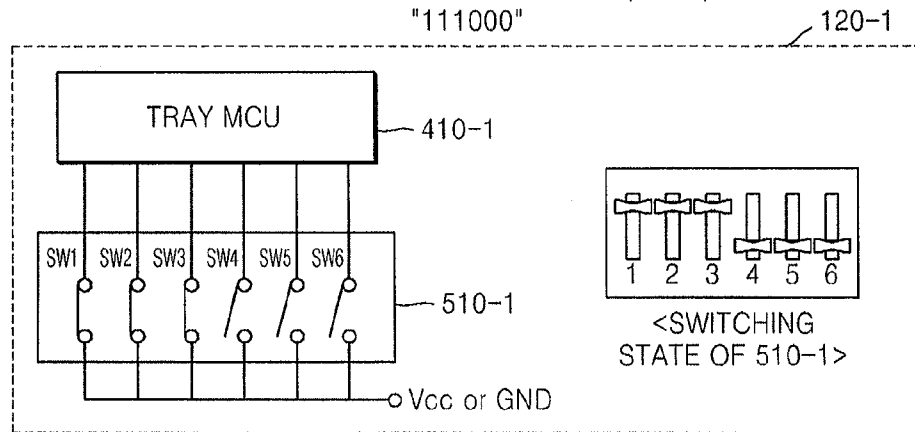 "111000"
120-1
TRAY MCU
410-1
SW1 SW2 SW3 SW4 SW5 SW6
510-1
1 2 3 4 5 6
<SWITCHING
STATE OF 510-1>
Vcc or GND